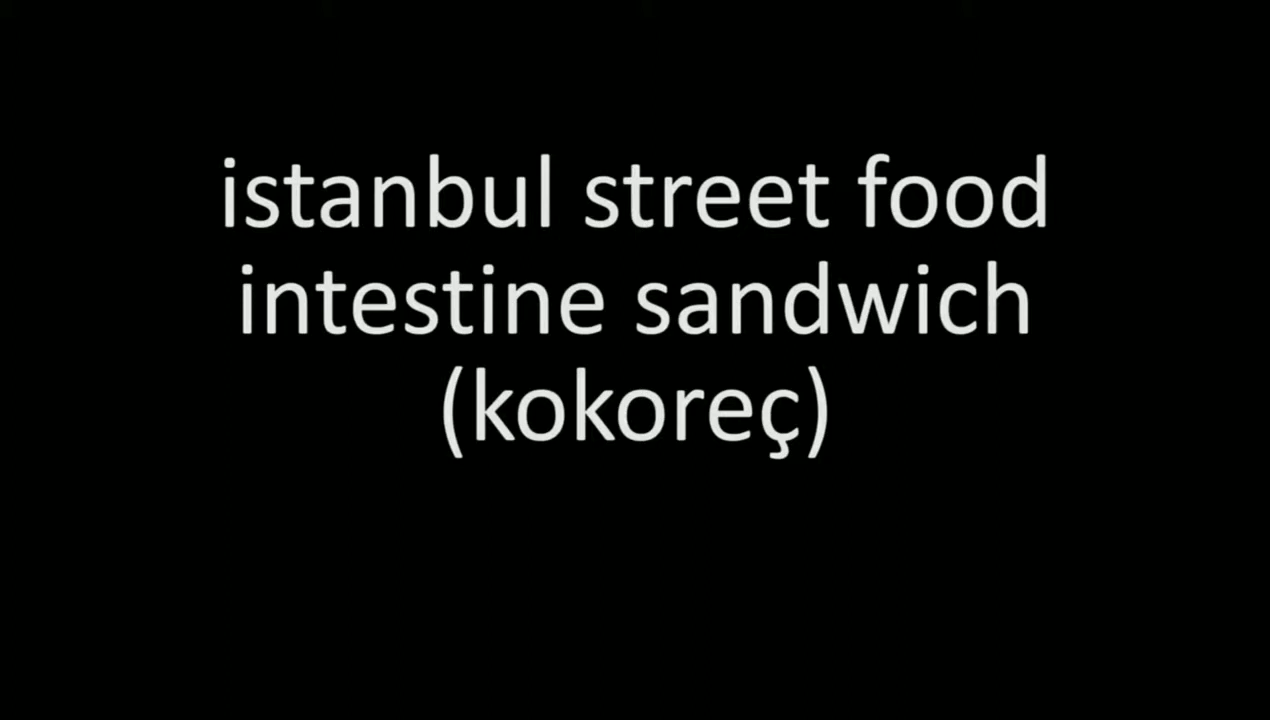 istanbul street food
intestine sandwich
(kokoreç)